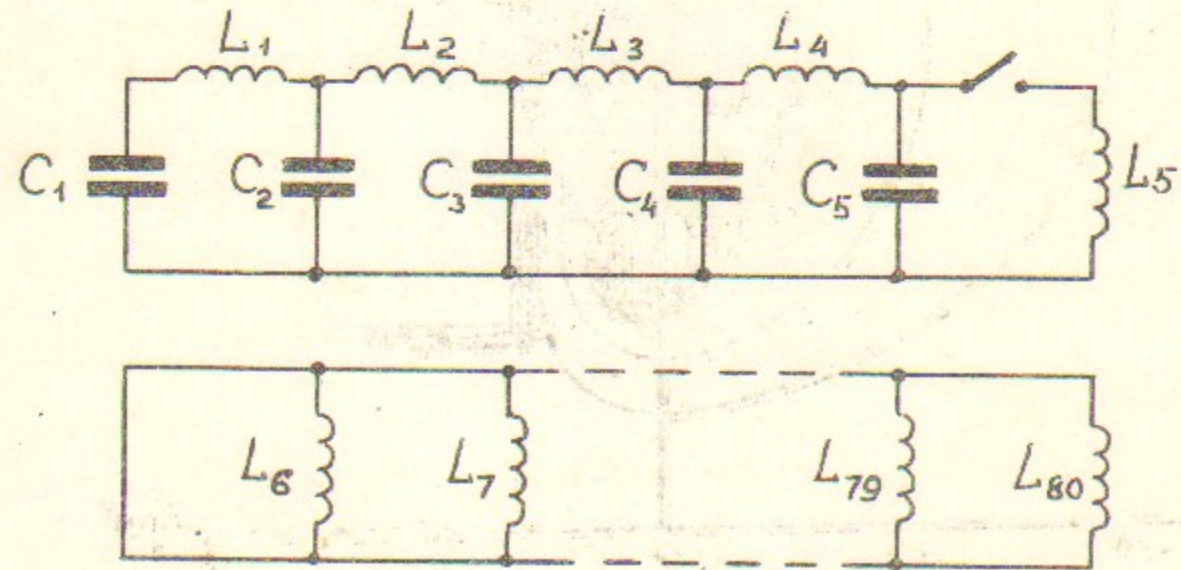 L₁ L₂ L₃ L₄
C₁ C₂ C₃ C₄ C₅ L₅
L₆ L₇ L₇₉ L₈₀